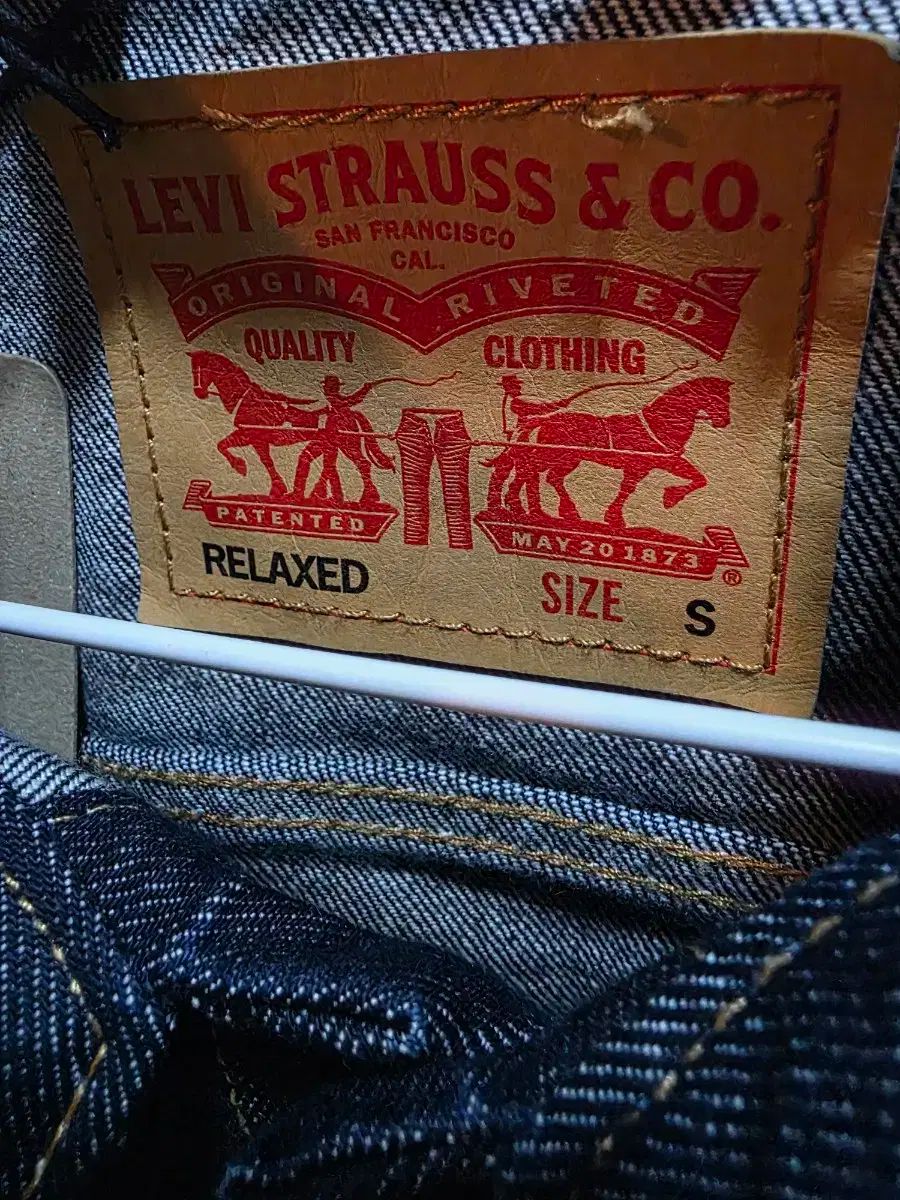 LEVI STRAUSS & CO.
SAN FRANCISCO
CAL.
ORIGINAL RIVETED
QUALITY CLOTHING
PATENTED MAY 20 1873 ®
RELAXED SIZE S